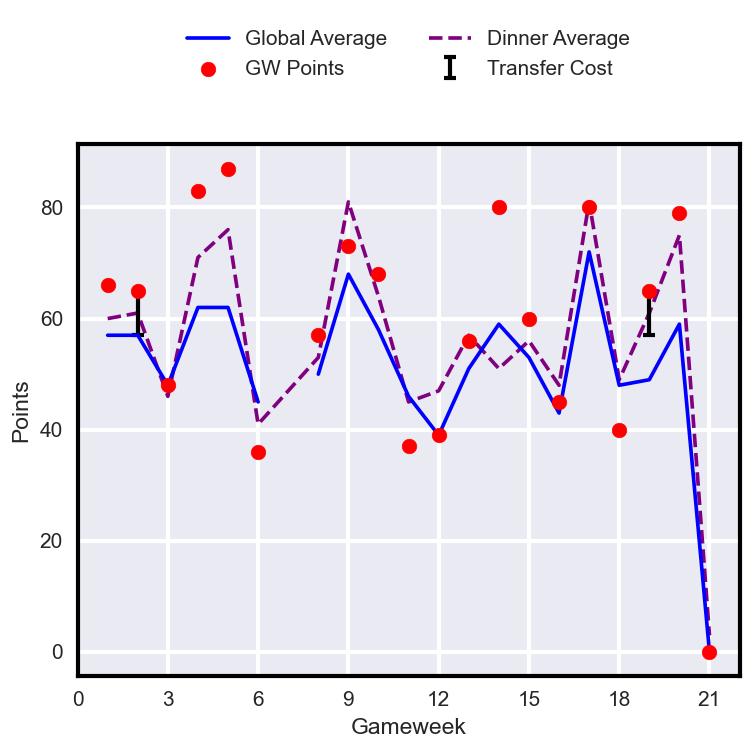 Global Average Dinner Average
GW Points Transfer Cost
80
60
40
20
0
Points
0 3 6 9 12 15 18 21
Gameweek